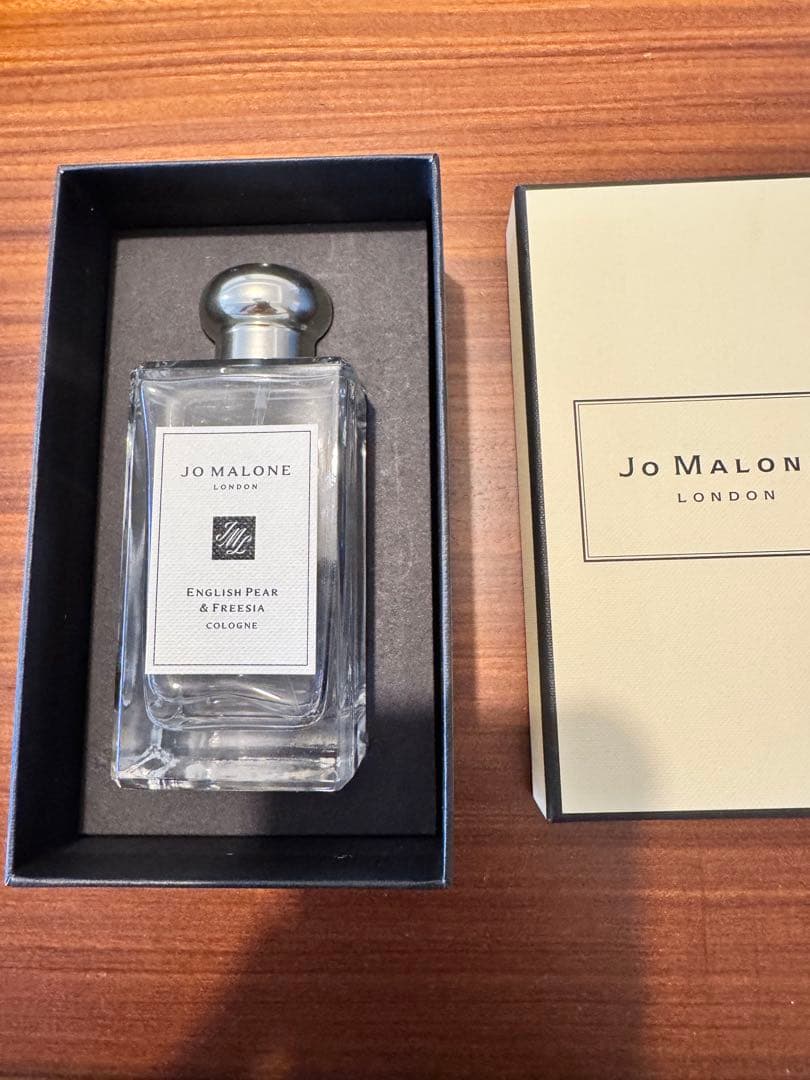 JO MALONE
LONDON
JML
ENGLISH PEAR
& FREESIA
COLOGNE
JO MALON
LONDON